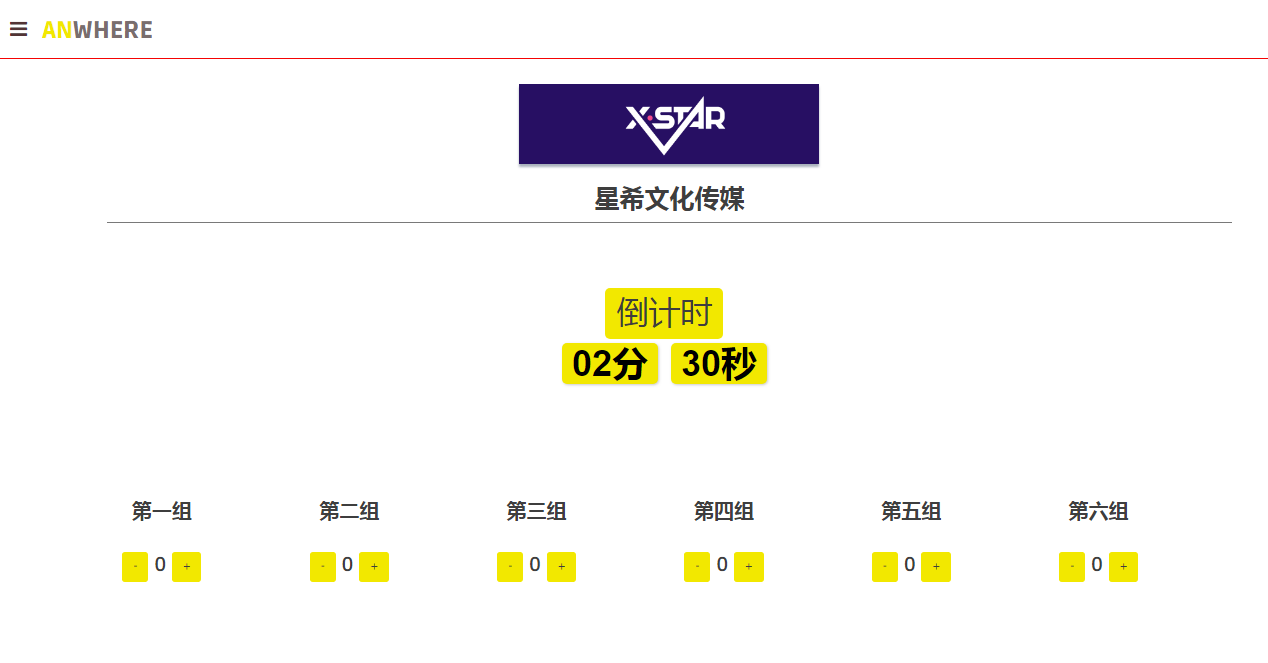 ANWHERE
X·STAR
星希文化传媒
倒计时
02分 30秒
第一组 第二组 第三组 第四组 第五组 第六组
- 0 + - 0 + - 0 + - 0 + - 0 + - 0 +